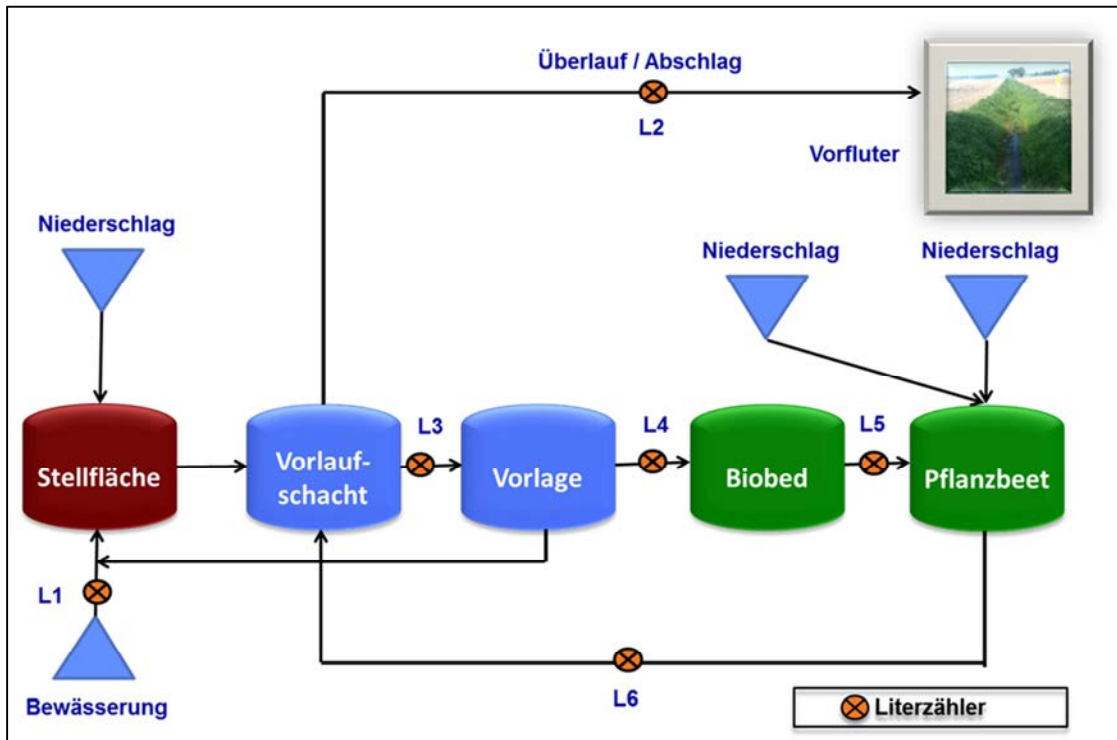 Überlauf / Abschlag
L2
Vorfluter
Niederschlag
Niederschlag
Niederschlag
Stellfläche
Vorlauf-
schacht
L3
Vorlage
L4
Biobed
L5
Pflanzbeet
L1
Bewässerung
L6
Literzähler